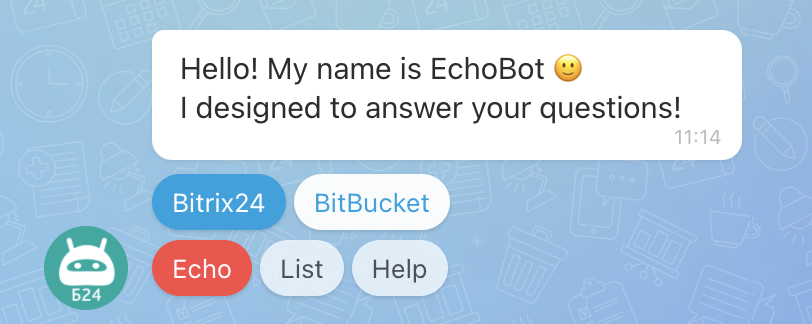 Hello! My name is EchoBot 🙂
I designed to answer your questions!
11:14
Bitrix24 BitBucket
Echo List Help
Б24